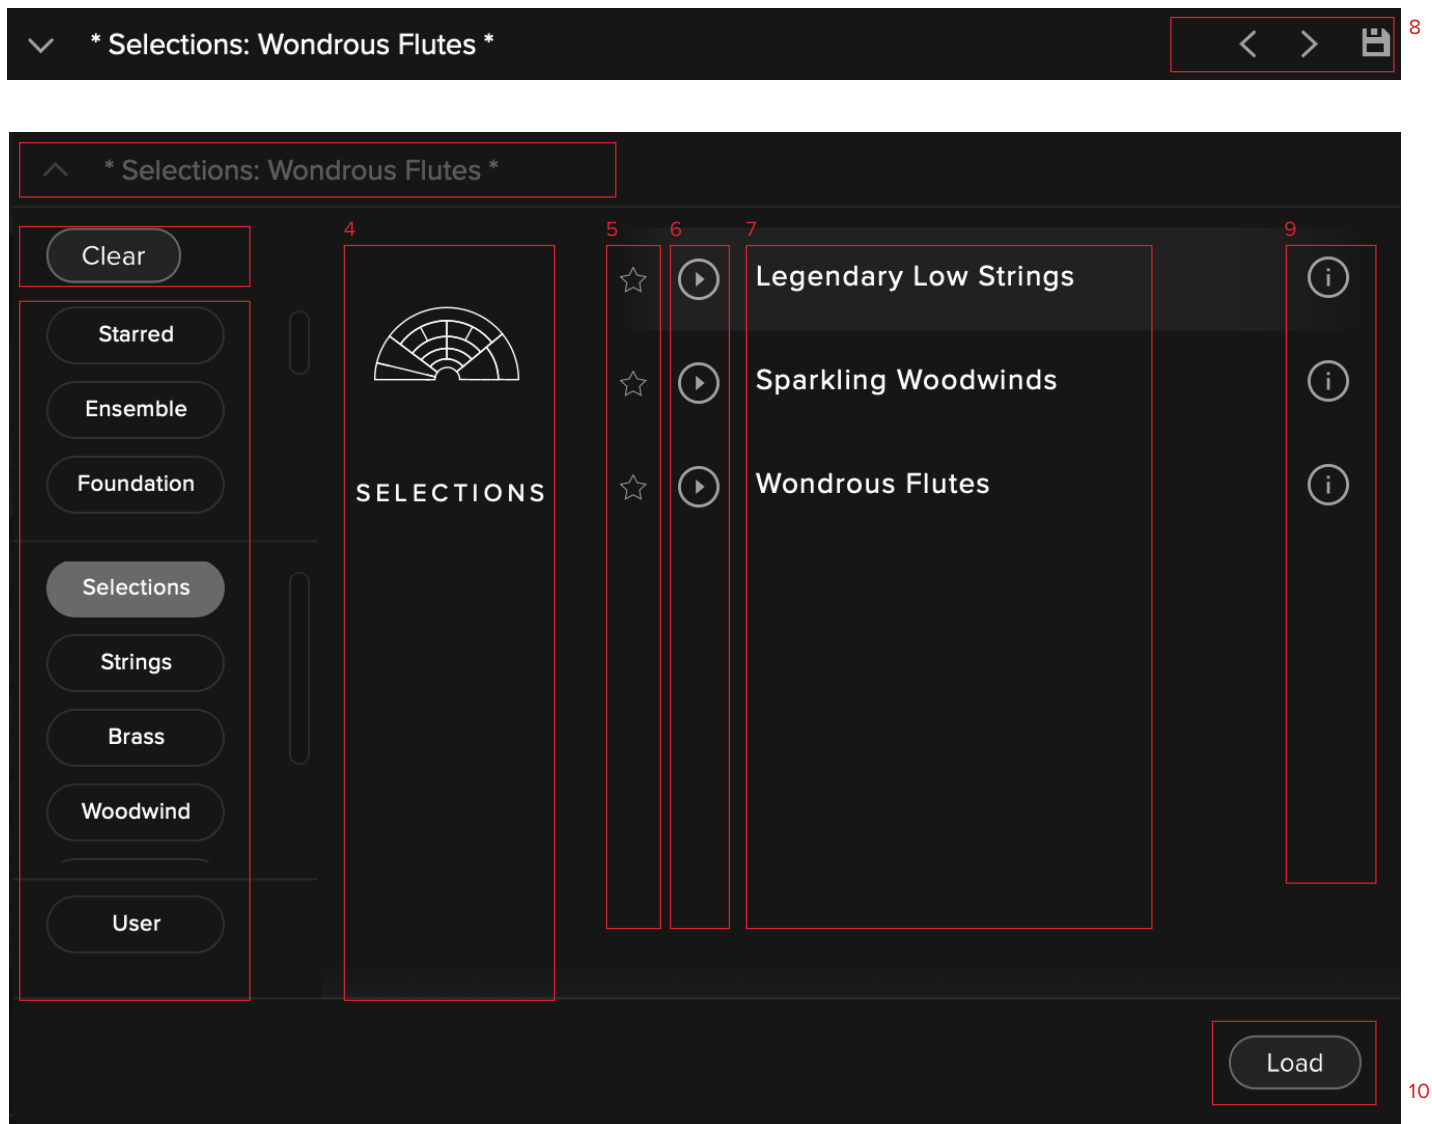 * Selections: Wondrous Flutes *
8
* Selections: Wondrous Flutes *
Clear
Starred
Ensemble
Foundation
Selections
Strings
Brass
Woodwind
User
4
SELECTIONS
5
6
7
9
Legendary Low Strings
i
Sparkling Woodwinds
i
Wondrous Flutes
i
Load
10